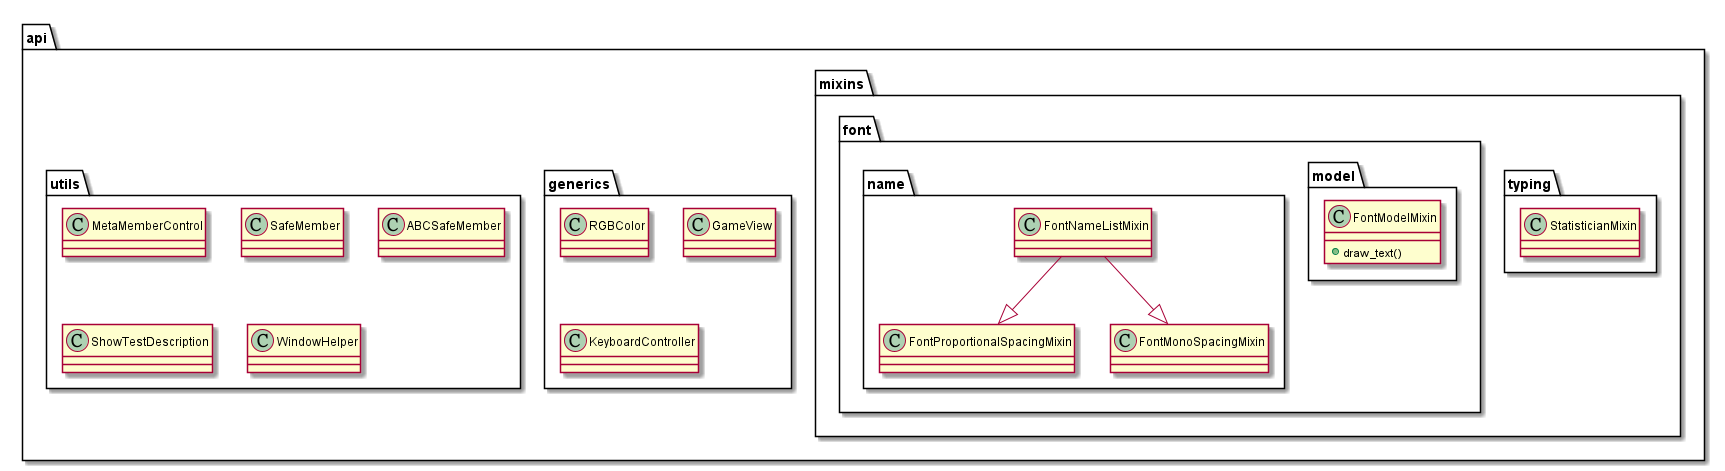 api
mixins
font
utils
generics
name
model
typing
C MetaMemberControl
C SafeMember
C ABCSafeMember
C RGBColor
C GameView
C FontNameListMixin
C FontModelMixin
draw_text()
C StatisticianMixin
C ShowTestDescription
C WindowHelper
C KeyboardController
C FontProportionalSpacingMixin
C FontMonoSpacingMixin